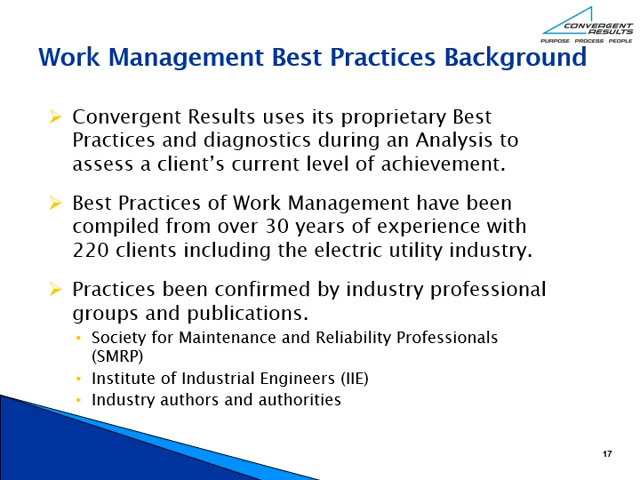 CONVERGENT
RESULTS
PURPOSE PROCESS PEOPLE
Work Management Best Practices Background
Convergent Results uses its proprietary Best
Practices and diagnostics during an Analysis to
assess a client’s current level of achievement.
Best Practices of Work Management have been
compiled from over 30 years of experience with
220 clients including the electric utility industry.
Practices been confirmed by industry professional
groups and publications.
• Society for Maintenance and Reliability Professionals
(SMRP)
• Institute of Industrial Engineers (IIE)
• Industry authors and authorities
17